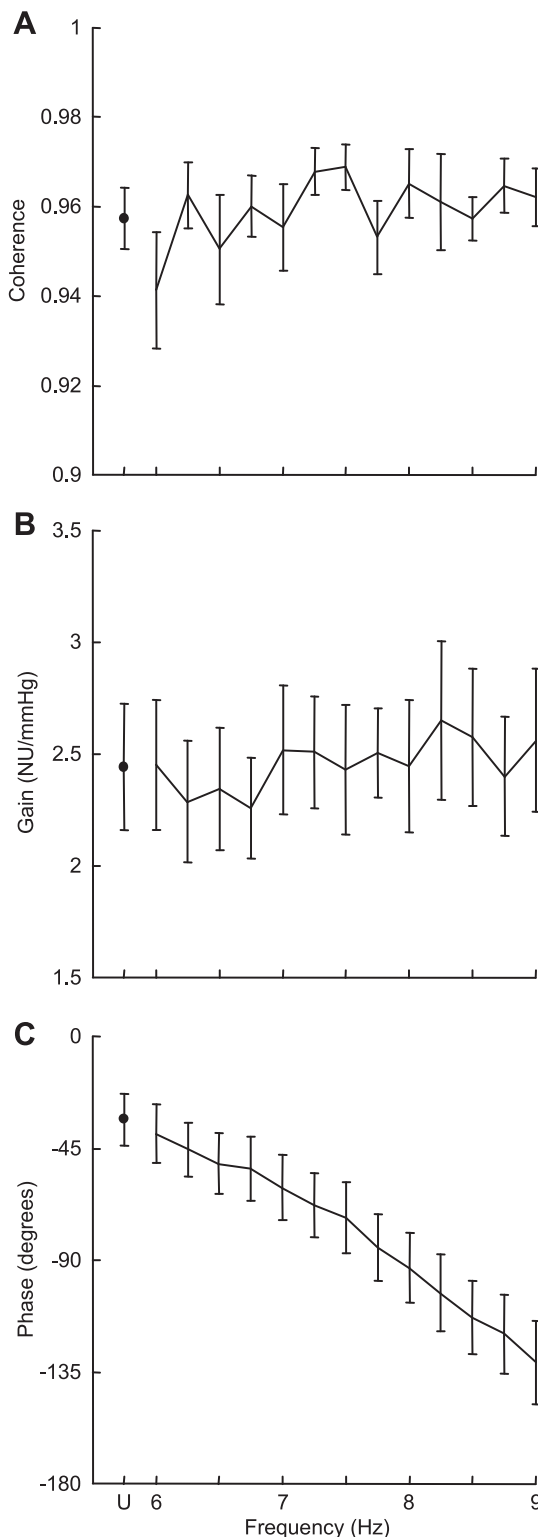 A
1
0.98
0.96
0.94
0.92
0.9
Coherence
B
3.5
3
2.5
2
1.5
Gain (NU/mmHg)
C
0
-45
-90
-135
-180
Phase (degrees)
U 6 7 8 9
Frequency (Hz)